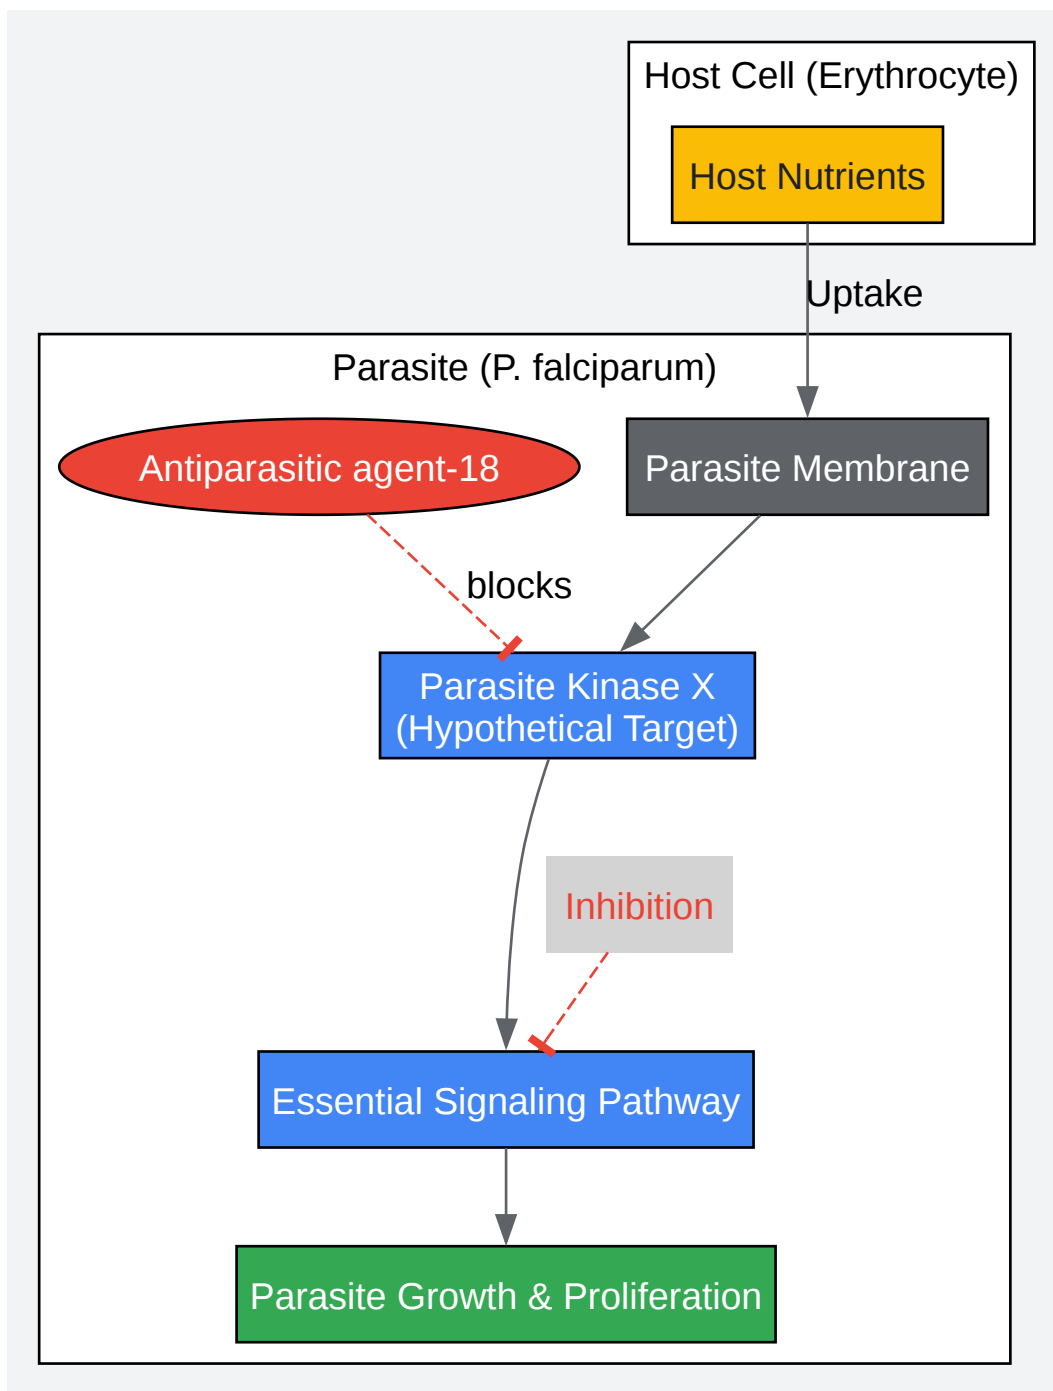 Host Cell (Erythrocyte)
Host Nutrients
Uptake
Parasite (P. falciparum)
Antiparasitic agent-18
Parasite Membrane
blocks
Parasite Kinase X
(Hypothetical Target)
Inhibition
Essential Signaling Pathway
Parasite Growth & Proliferation